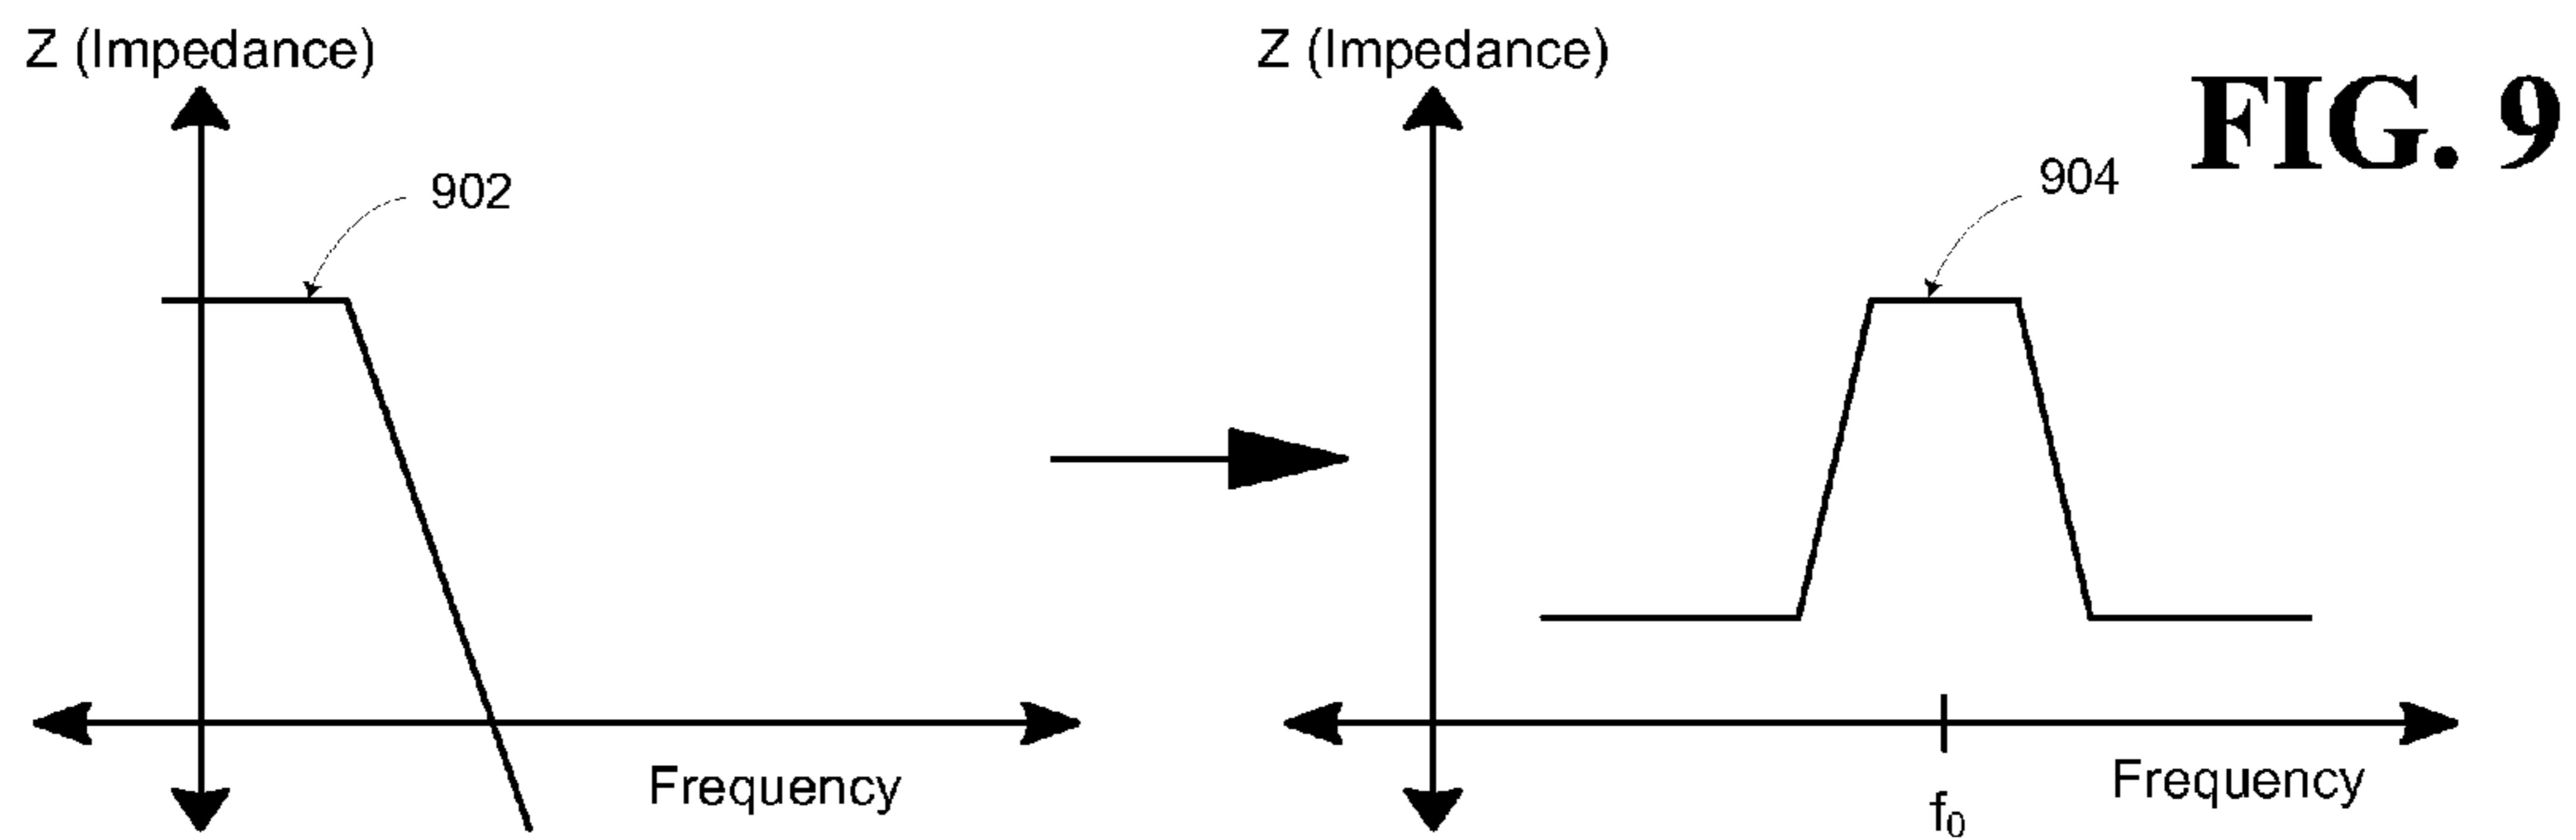 Z (Impedance)
902
Frequency
Z (Impedance)
904
f₀
Frequency
FIG. 9